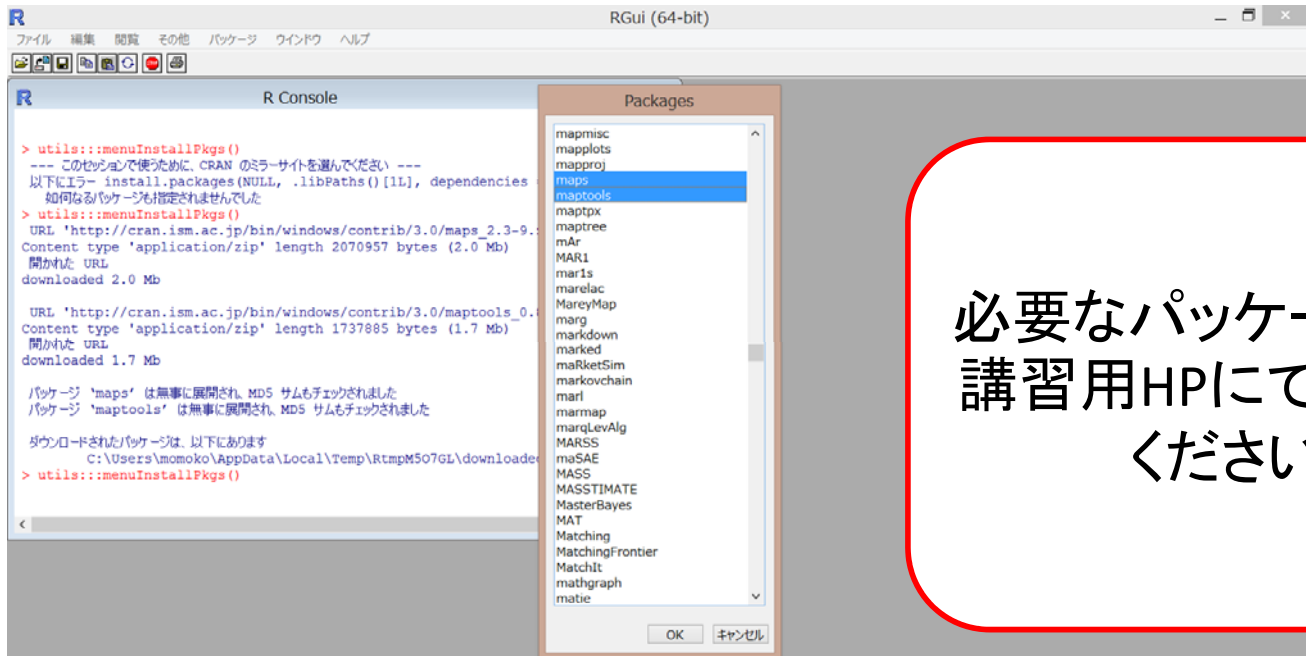 RGui (64-bit)
ファイル 編集 閲覧 その他 パッケージ ウインドウ ヘルプ
R Console
> utils:::menuInstallPkgs()
--- このセッションで使うために、CRAN のミラーサイトを選んでください ---
以下にエラー install.packages(NULL, .libPaths()[1L], dependencies
如何なるパッケージも指定されませんでした
> utils:::menuInstallPkgs()
URL 'http://cran.ism.ac.jp/bin/windows/contrib/3.0/maps_2.3-9.
Content type 'application/zip' length 2070957 bytes (2.0 Mb)
開かれた URL
downloaded 2.0 Mb
URL 'http://cran.ism.ac.jp/bin/windows/contrib/3.0/maptools_0.
Content type 'application/zip' length 1737885 bytes (1.7 Mb)
開かれた URL
downloaded 1.7 Mb
パッケージ ‘maps’ は無事に展開され、MD5 サムもチェックされました
パッケージ ‘maptools’ は無事に展開され、MD5 サムもチェックされました
ダウンロードされたパッケージは、以下にあります
C:\Users\momoko\AppData\Local\Temp\RtmpM5O7GL\downloade
> utils:::menuInstallPkgs()
Packages
mapmisc
mapplots
mapproj
maps
maptools
maptpx
maptree
mAr
MAR1
mar1s
marelac
MareyMap
marg
markdown
marked
maRketSim
markovchain
marl
marmap
marqLevAlg
MARSS
maSAE
MASS
MASSTIMATE
MasterBayes
MAT
Matching
MatchingFrontier
MatchIt
mathgraph
matie
OK キャンセル
必要なパッケー
講習用HPにて
ください